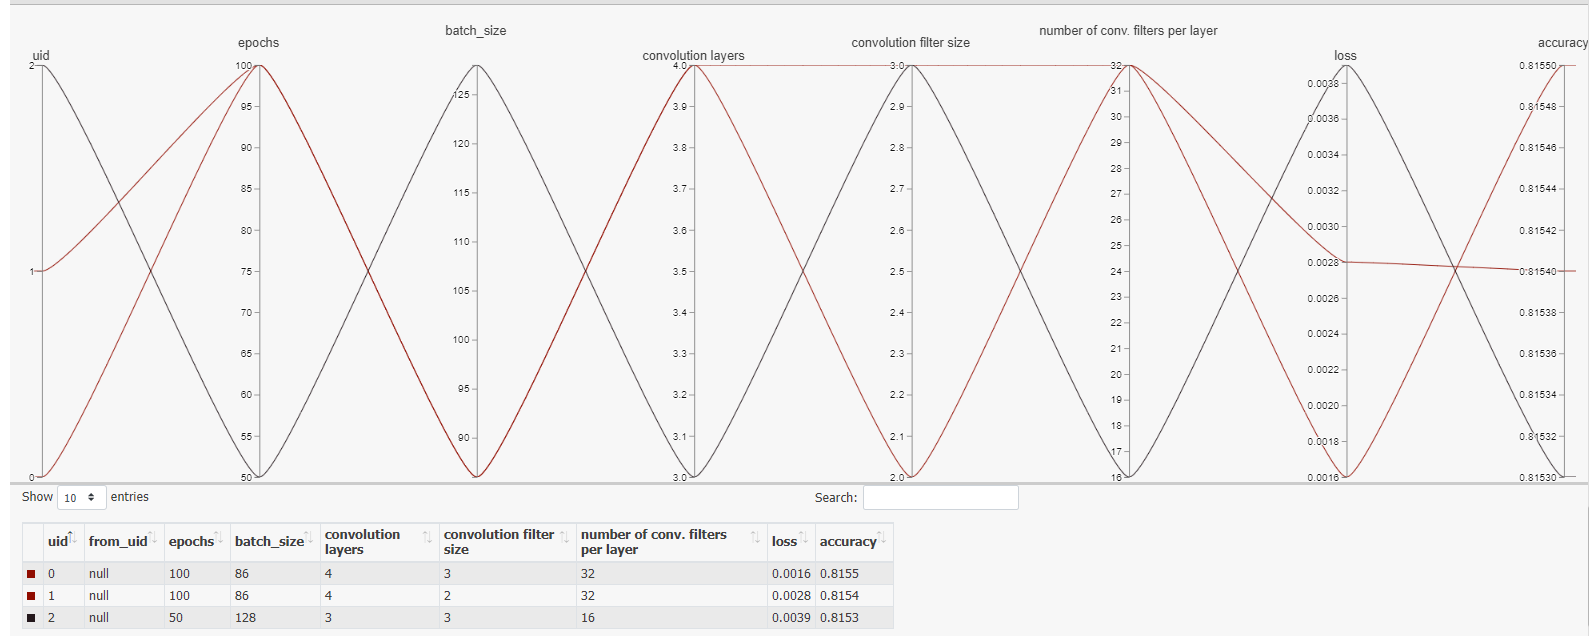 uid epochs batch_size convolution layers convolution filter size number of conv. filters per layer loss accuracy
2 1 0
100 95 90 85 80 75 70 65 60 55 50
125 120 115 110 105 100 95 90
4.0 3.9 3.8 3.7 3.6 3.5 3.4 3.3 3.2 3.1 3.0
3.0 2.9 2.8 2.7 2.6 2.5 2.4 2.3 2.2 2.1 2.0
32 31 30 29 28 27 26 25 24 23 22 21 20 19 18 17 16
0.0038 0.0036 0.0034 0.0032 0.0030 0.0028 0.0026 0.0024 0.0022 0.0020 0.0018 0.0016
0.81550 0.81548 0.81546 0.81544 0.81542 0.81540 0.81538 0.81536 0.81534 0.81532 0.81530
Show 10 entries Search:
uid from_uid epochs batch_size convolution layers convolution filter size number of conv. filters per layer loss accuracy
0 null 100 86 4 3 32 0.0016 0.8155
1 null 100 86 4 2 32 0.0028 0.8154
2 null 50 128 3 3 16 0.0039 0.8153